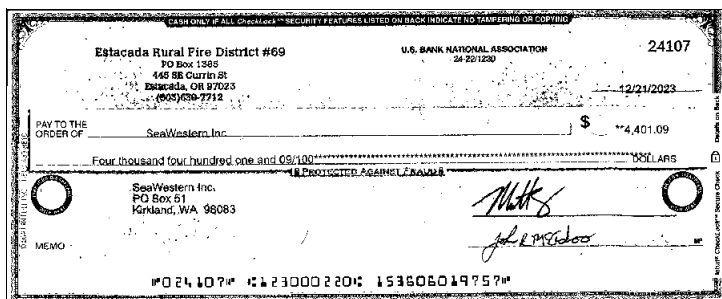 CASH ONLY IF ALL CheckLock™ SECURITY FEATURES LISTED ON BACK INDICATE NO TAMPERING OR COPYING
Estacada Rural Fire District #69
PO Box 1385
445 SE Currin St
Estacada, OR 97023
(503)630-7712
U.S. BANK NATIONAL ASSOCIATION
24-22/1230
24107
12/21/2023
PAY TO THE
ORDER OF SeaWestern Inc. $ **4,401.09
Four thousand four hundred one and 09/100 DOLLARS
PROTECTED AGAINST FRAUD
SeaWestern Inc.
PO Box 51
Kirkland, WA 98083
MEMO
⑈024107⑈ ⑆123000220⑆ 153606019757⑈
Details on Back